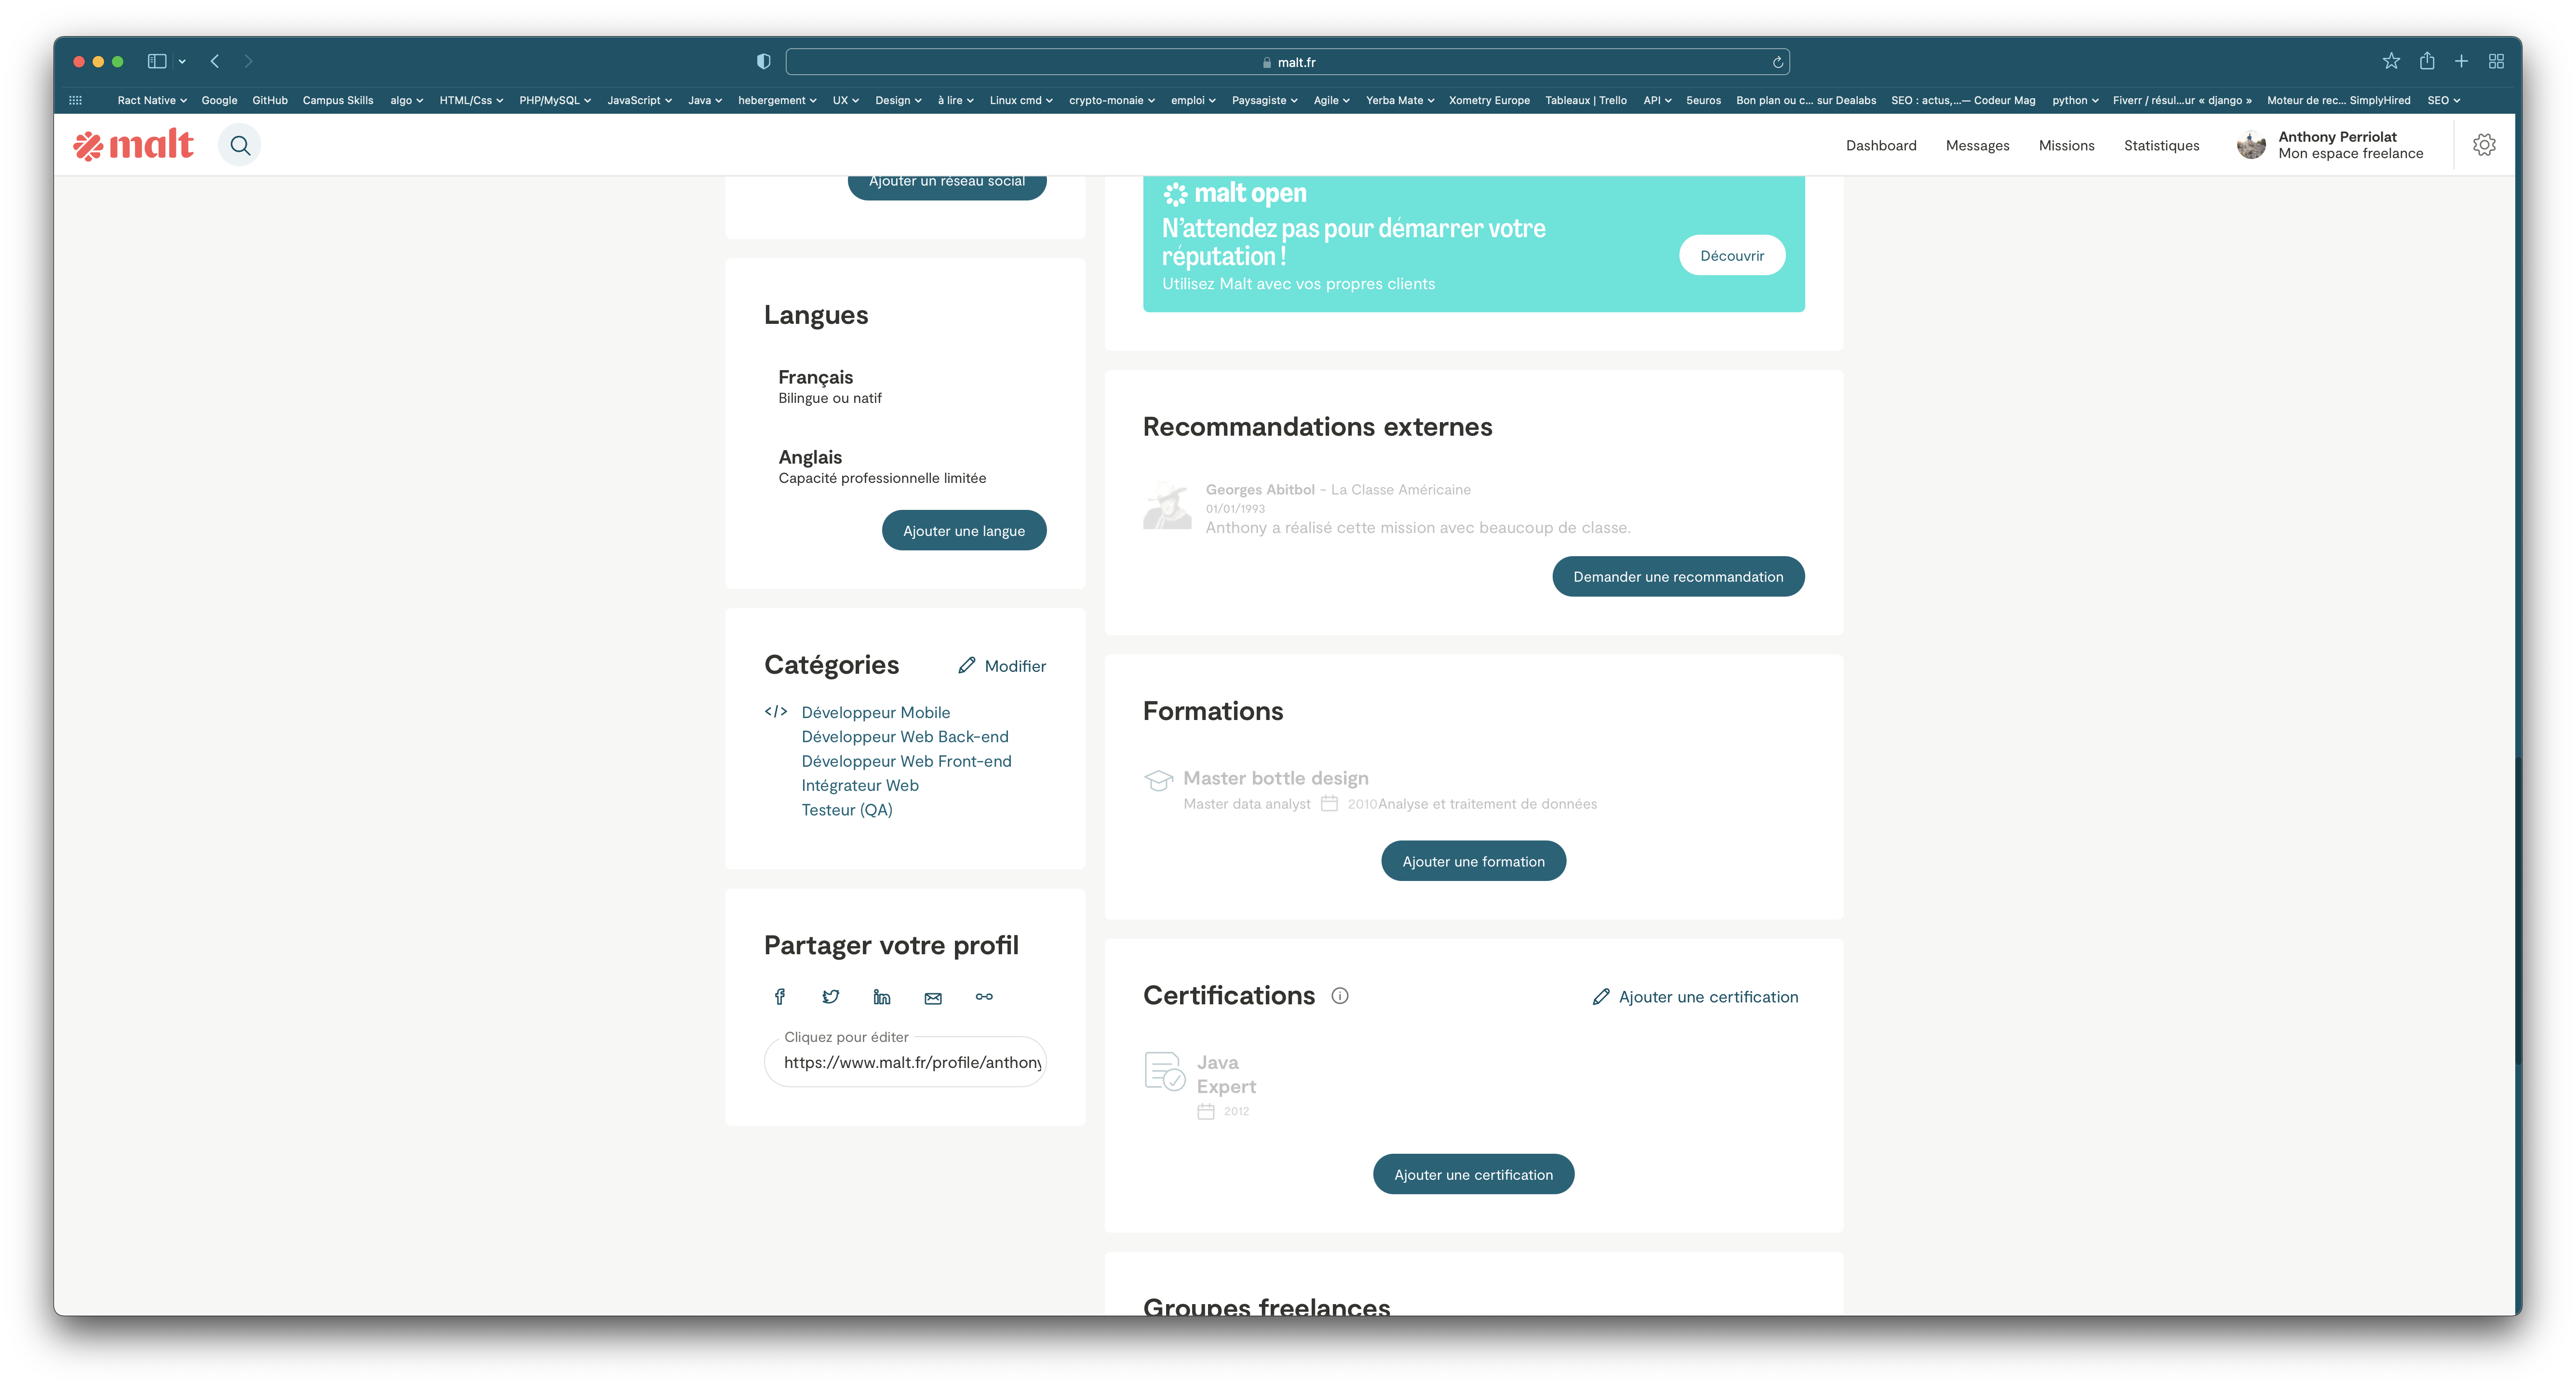 malt.fr
Ract Native
Google
GitHub
Campus Skills
algo
HTML/Css
PHP/MySQL
JavaScript
Java
hebergement
UX
Design
à lire
Linux cmd
crypto-monaie
emploi
Paysagiste
Agile
Yerba Mate
Xometry Europe
Tableaux | Trello
API
5euros
Bon plan ou c... sur Dealabs
SEO : actus,...— Codeur Mag
python
Fiverr / résul...ur « django »
Moteur de rec... SimplyHired
SEO
malt
Dashboard
Messages
Missions
Statistiques
Anthony Perriolat
Mon espace freelance
Ajouter un réseau social
Langues
Français
Bilingue ou natif
Anglais
Capacité professionnelle limitée
Ajouter une langue
Catégories
Modifier
</>
Développeur Mobile
Développeur Web Back-end
Développeur Web Front-end
Intégrateur Web
Testeur (QA)
Partager votre profil
Cliquez pour éditer
https://www.malt.fr/profile/anthony
malt open
N'attendez pas pour démarrer votre
réputation !
Utilisez Malt avec vos propres clients
Découvrir
Recommandations externes
Georges Abitbol - La Classe Américaine
01/01/1993
Anthony a réalisé cette mission avec beaucoup de classe.
Demander une recommandation
Formations
Master bottle design
Master data analyst 2010Analyse et traitement de données
Ajouter une formation
Certifications
Ajouter une certification
Java
Expert
2012
Ajouter une certification
Groupes freelances